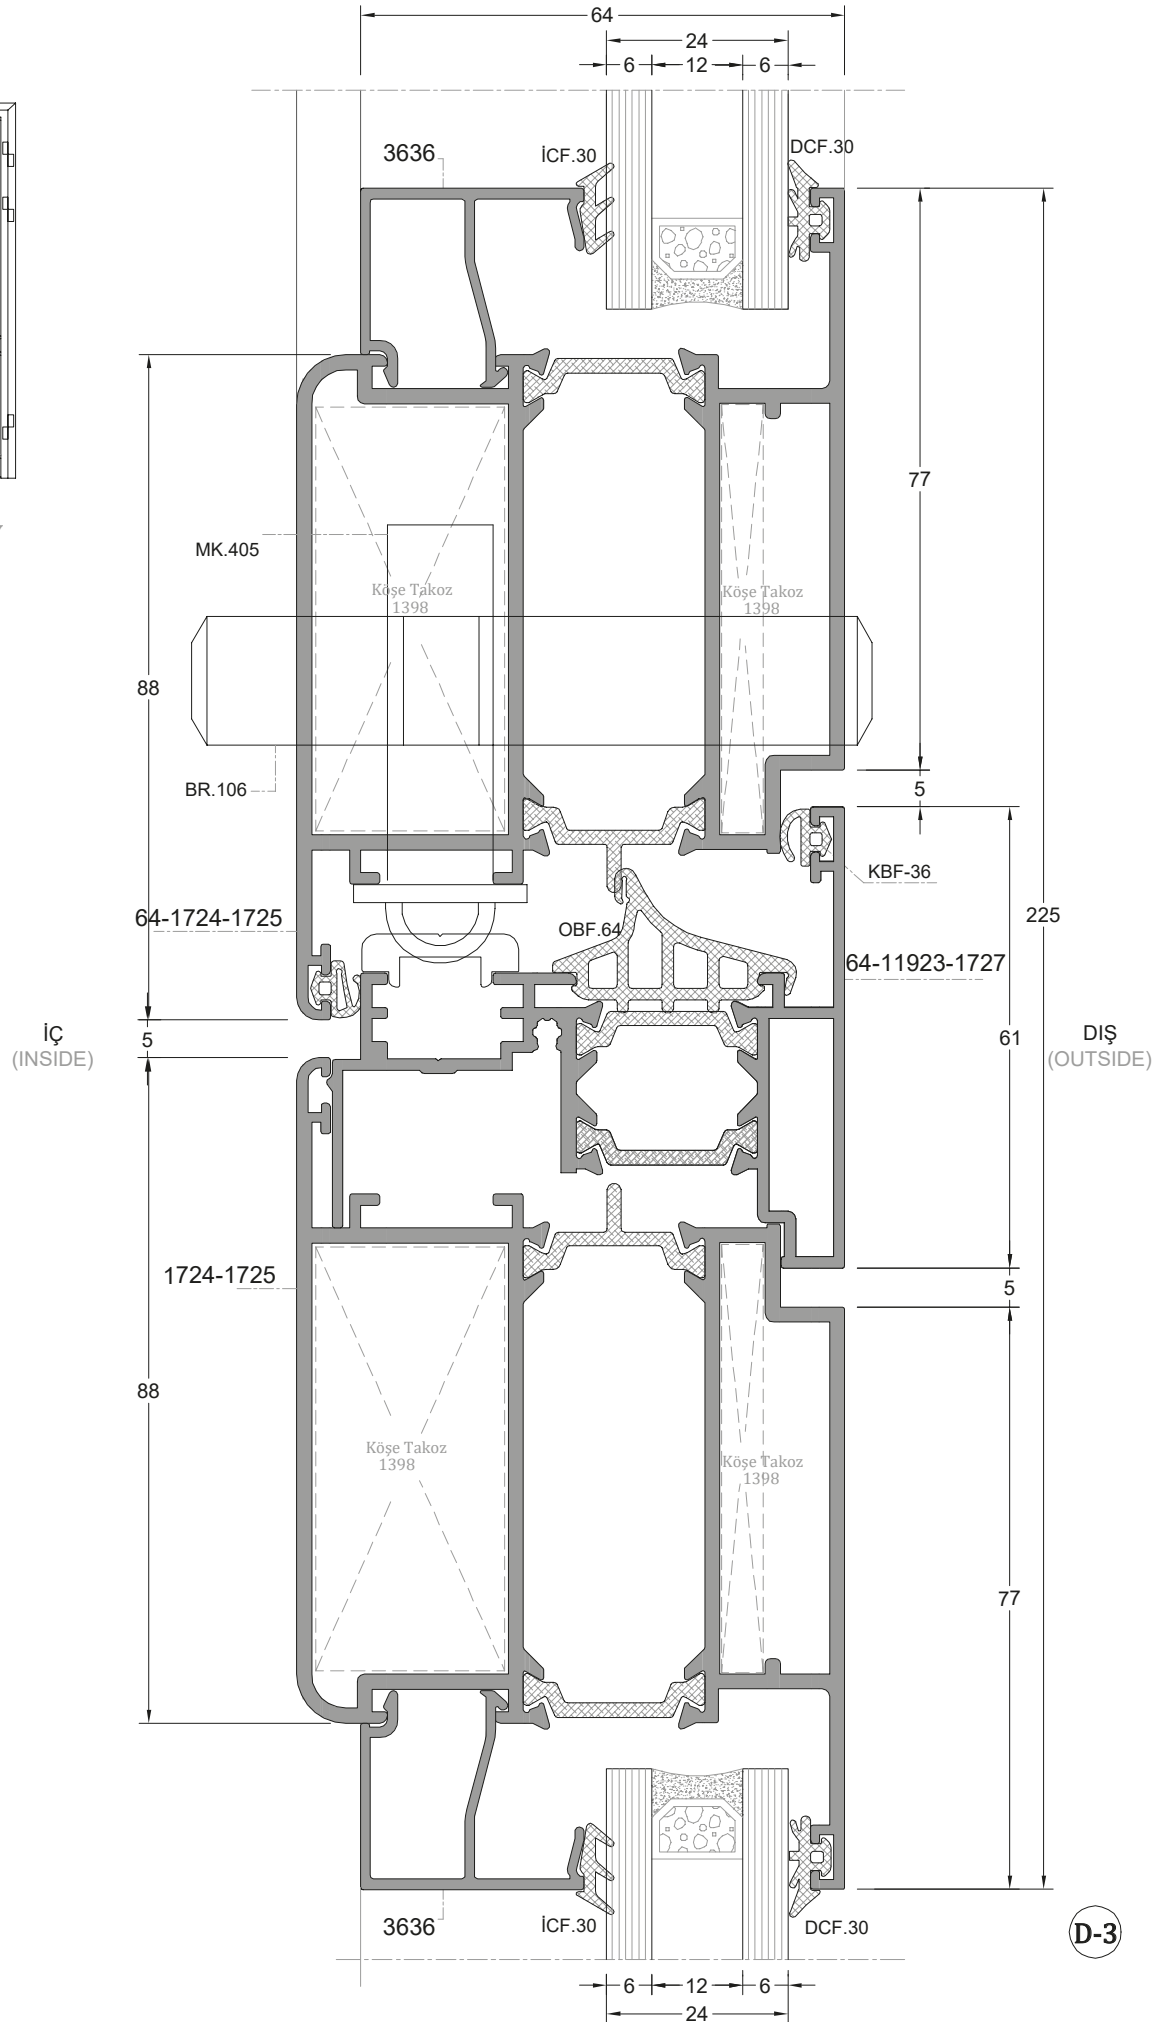 64
24
6 12 6
3636
İCF.30
DCF.30
77
MK.405
Köşe Takoz
1398
Köşe Takoz
1398
88
BR.106
5
KBF-36
64-1724-1725
OBF.64
225
64-11923-1727
İÇ
(INSIDE)
5
61
DIŞ
(OUTSIDE)
1724-1725
5
88
Köşe Takoz
1398
Köşe Takoz
1398
77
3636
İCF.30
DCF.30
D-3
6 12 6
24